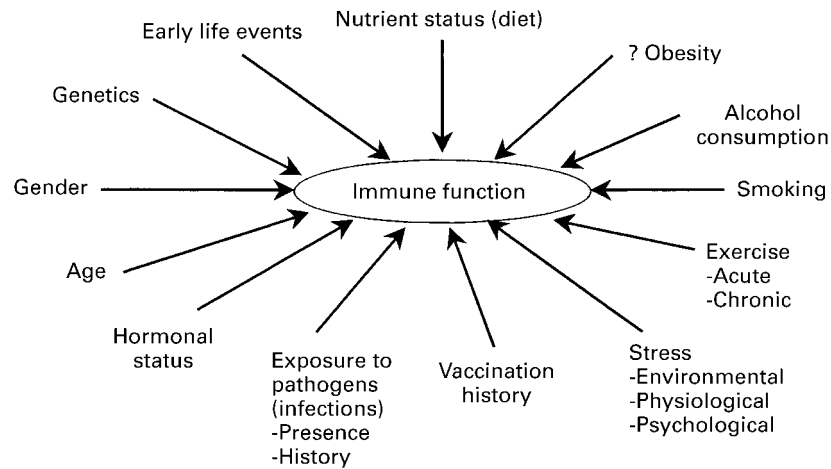 Nutrient status (diet)
Early life events
? Obesity
Genetics
Alcohol
consumption
Gender
Immune function
Smoking
Age
Exercise
-Acute
-Chronic
Hormonal
status
Exposure to
pathogens
(infections)
-Presence
-History
Vaccination
history
Stress
-Environmental
-Physiological
-Psychological